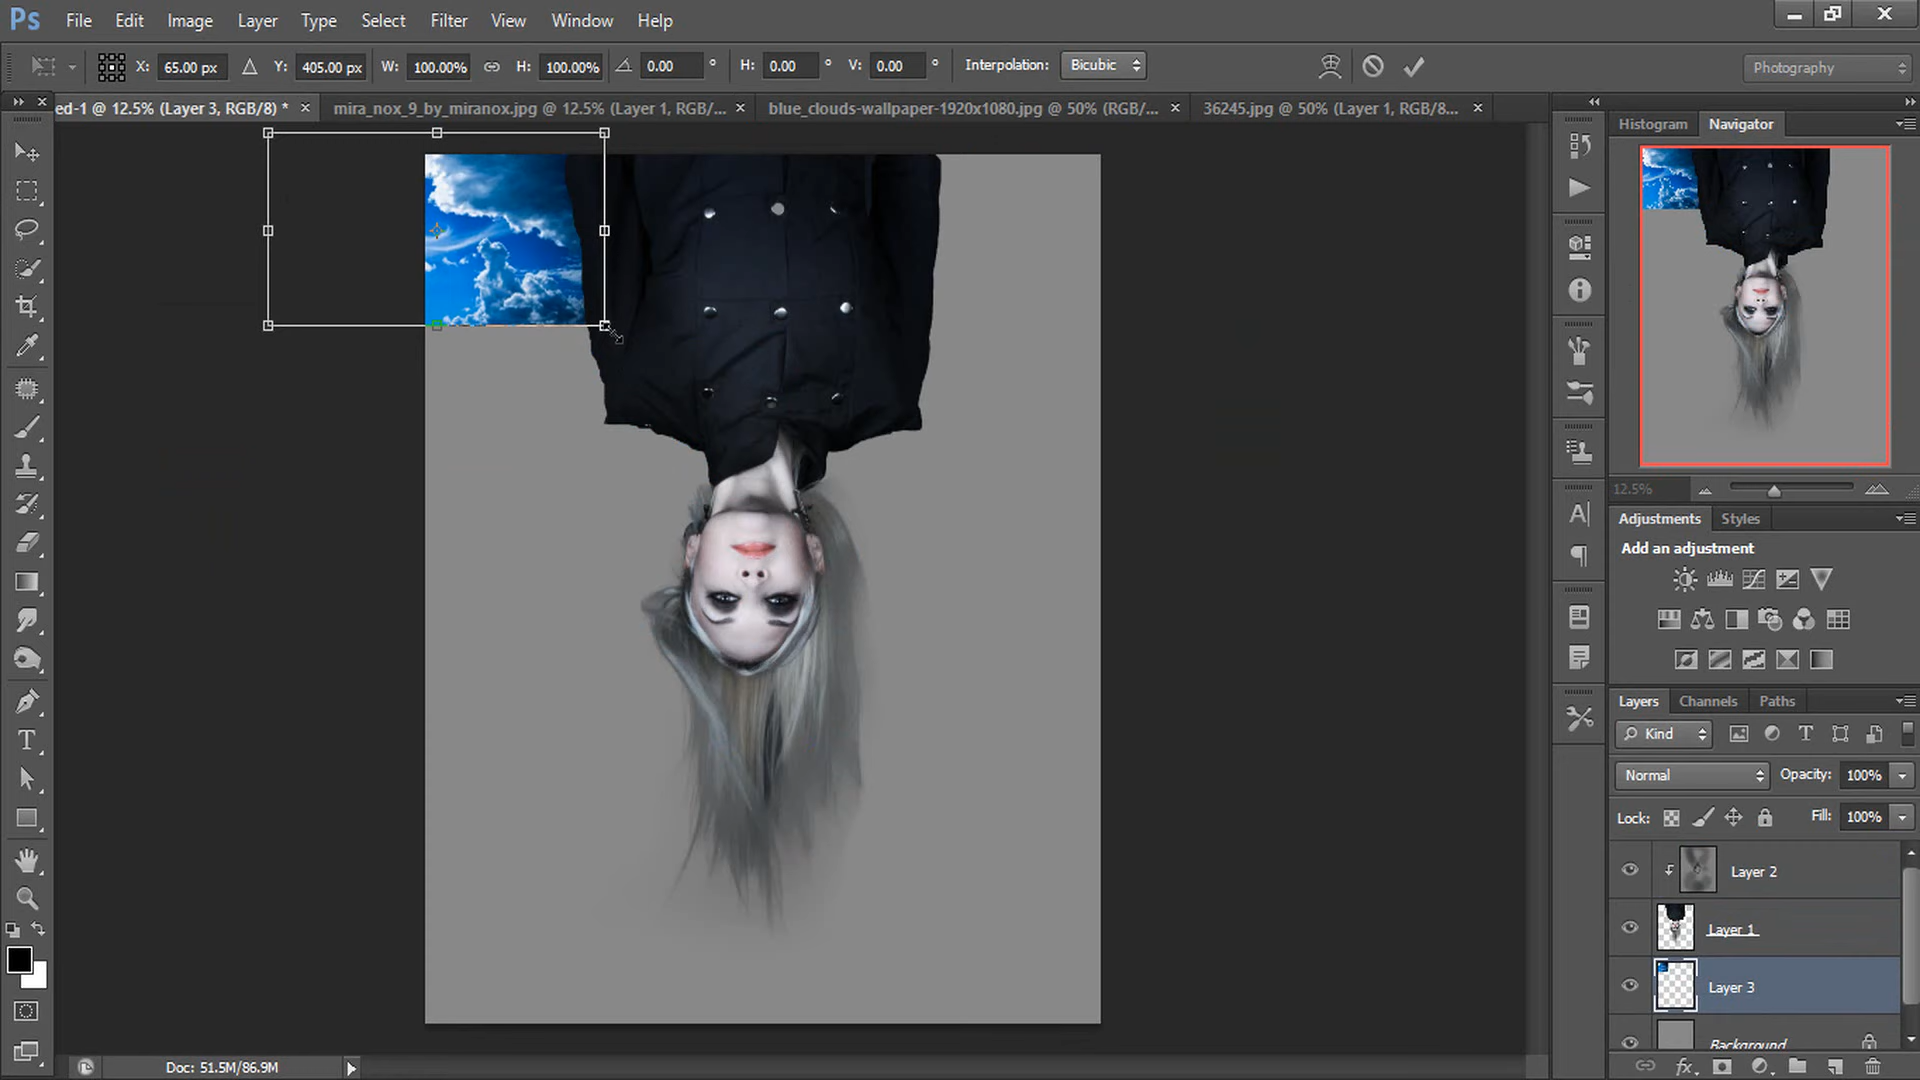 Ps File Edit Image Layer Type Select Filter View Window Help
X: 65.00 px Y: 405.00 px W: 100.00% H: 100.00% 0.00 ° H: 0.00 ° V: 0.00 ° Interpolation: Bicubic Photography
ed-1 @ 12.5% (Layer 3, RGB/8) * × mira_nox_9_by_miranox.jpg @ 12.5% (Layer 1, RGB/... × blue_clouds-wallpaper-1920x1080.jpg @ 50% (RGB/... × 36245.jpg @ 50% (Layer 1, RGB/8... ×
Histogram Navigator
12.5%
Adjustments Styles
Add an adjustment
Layers Channels Paths
Kind
Normal Opacity: 100%
Lock: Fill: 100%
Layer 2
Layer 1
Layer 3
Background
Doc: 51.5M/86.9M